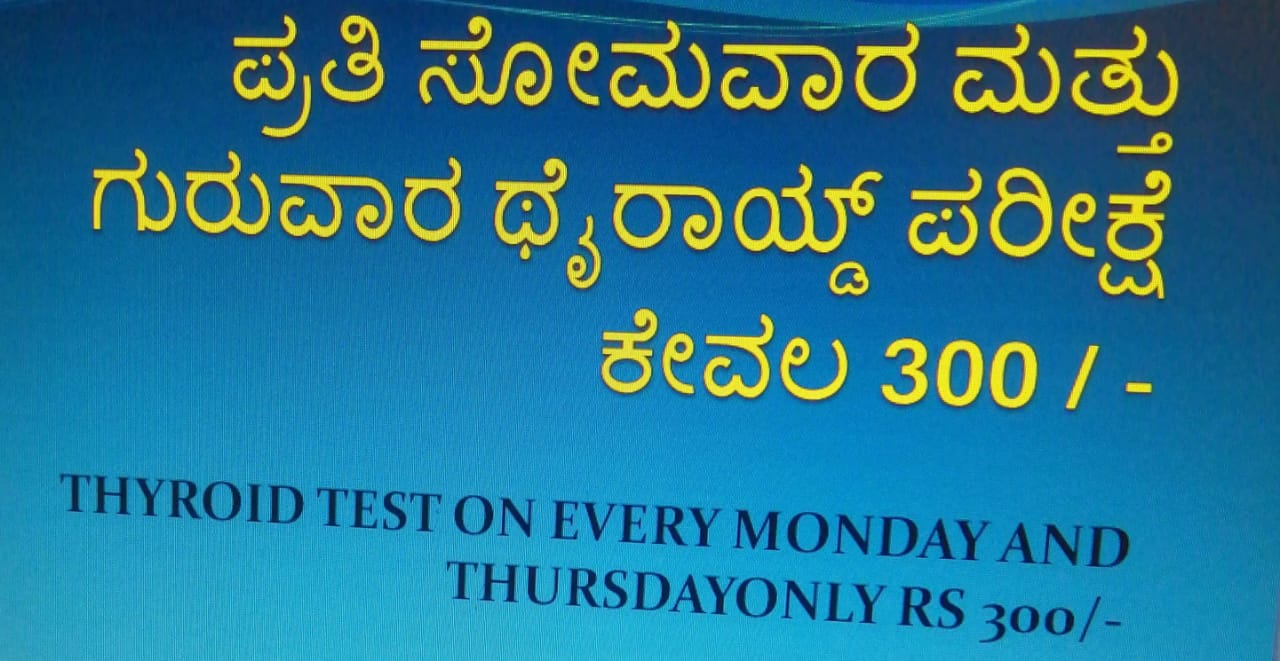 ಪ್ರತಿ ಸೋಮವಾರ ಮತ್ತು
ಗುರುವಾರ ಥೈರಾಯ್ಡ್ ಪರೀಕ್ಷೆ
ಕೇವಲ 300 / -
THYROID TEST ON EVERY MONDAY AND
THURSDAYONLY RS 300/-